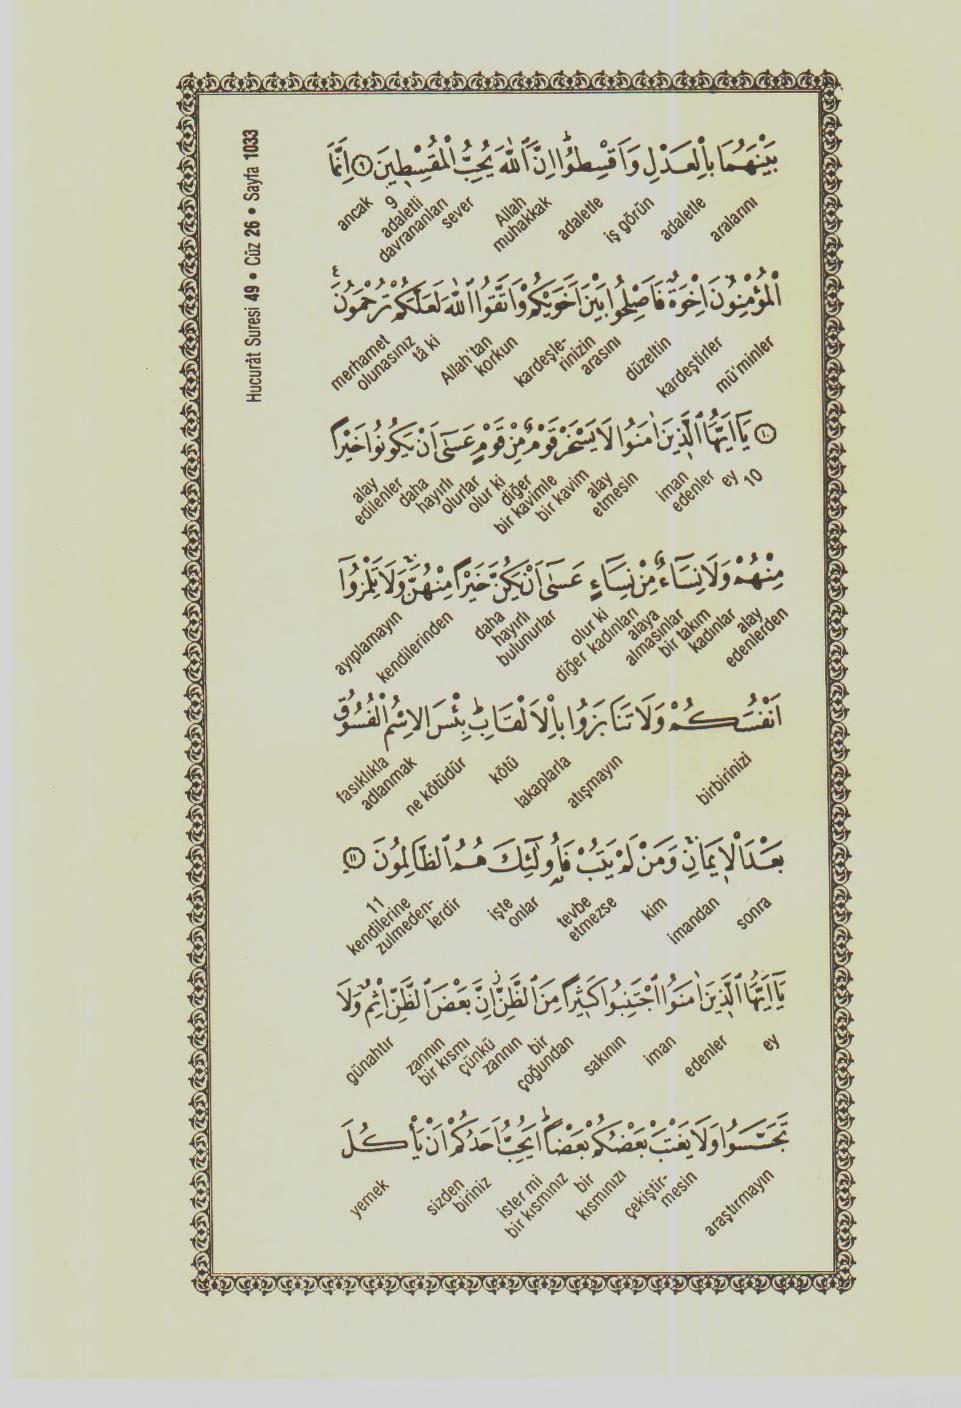 Hucurât Suresi 49 • Cüz 26 • Sayfa 1033
بَيْنَهُمَا بِالْعَدْلِ وَاَقْسِطُواۜ اِنَّ اللّٰهَ يُحِبُّ الْمُقْسِطٖينَ ﴿٩﴾ اِنَّمَا
aralarını adaletle iş görün adaletle muhakkak Allah sever adaletli davrananları 9 ancak
الْمُؤْمِنُونَ اِخْوَةٌ فَاَصْلِحُوا بَيْنَ اَخَوَيْكُمْ وَاتَّقُوا اللّٰهَ لَعَلَّكُمْ تُرْحَمُونَ
mü'minler kardeştirler düzeltin arasını kardeşle-rinizin korkun Allah'tan tâ ki merhamet olunasınız
﴿١٠﴾ يَٓا اَيُّهَا الَّذٖينَ اٰمَنُوا لَا يَسْخَرْ قَوْمٌ مِنْ قَوْمٍ عَسٰٓى اَنْ يَكُونُوا خَيْرًا
10 ey iman edenler alay etmesin bir kavim diğer bir kavimle olur ki olurlar daha hayırlı alay edilenler
مِنْهُمْ وَلَا نِسَٓاءٌ مِنْ نِسَٓاءٍ عَسٰٓى اَنْ يَكُنَّ خَيْرًا مِنْهُنَّۚ وَلَا تَلْمِزُٓوا
alay edenlerden bir takım kadınlar alaya almasınlar diğer kadınları olur ki bulunurlar daha hayırlı kendilerinden ayıplamayın
اَنْفُسَكُمْ وَلَا تَنَابَزُوا بِالْاَلْقَابِۜ بِئْسَ الِاسْمُ الْفُسُوقُ
birbirinizi atışmayın lakaplarla kötü ne kötüdür fasıklıkla adlanmak
بَعْدَ الْاٖيمَانِۚ وَمَنْ لَمْ يَتُبْ فَاُو۬لٰٓئِكَ هُمُ الظَّالِمُونَ ﴿١١﴾
sonra imandan kim tevbe etmezse işte onlar kendilerine zulmeden-lerdir 11
يَٓا اَيُّهَا الَّذٖينَ اٰمَنُوا اجْتَنِبُوا كَثٖيرًا مِنَ الظَّنِّۘ اِنَّ بَعْضَ الظَّنِّ اِثْمٌ وَلَا
ey edenler iman sakının bir çoğundan zannın çünkü bir kısmı zannın günahtır
تَجَسَّسُوا وَلَا يَغْتَبْ بَعْضُكُمْ بَعْضًاۜ اَيُحِبُّ اَحَدُكُمْ اَنْ يَأْكُلَ
araştırmayın çekiştir-mesin bir kısmınızı bir kısmınız ister mi sizden biriniz yemek